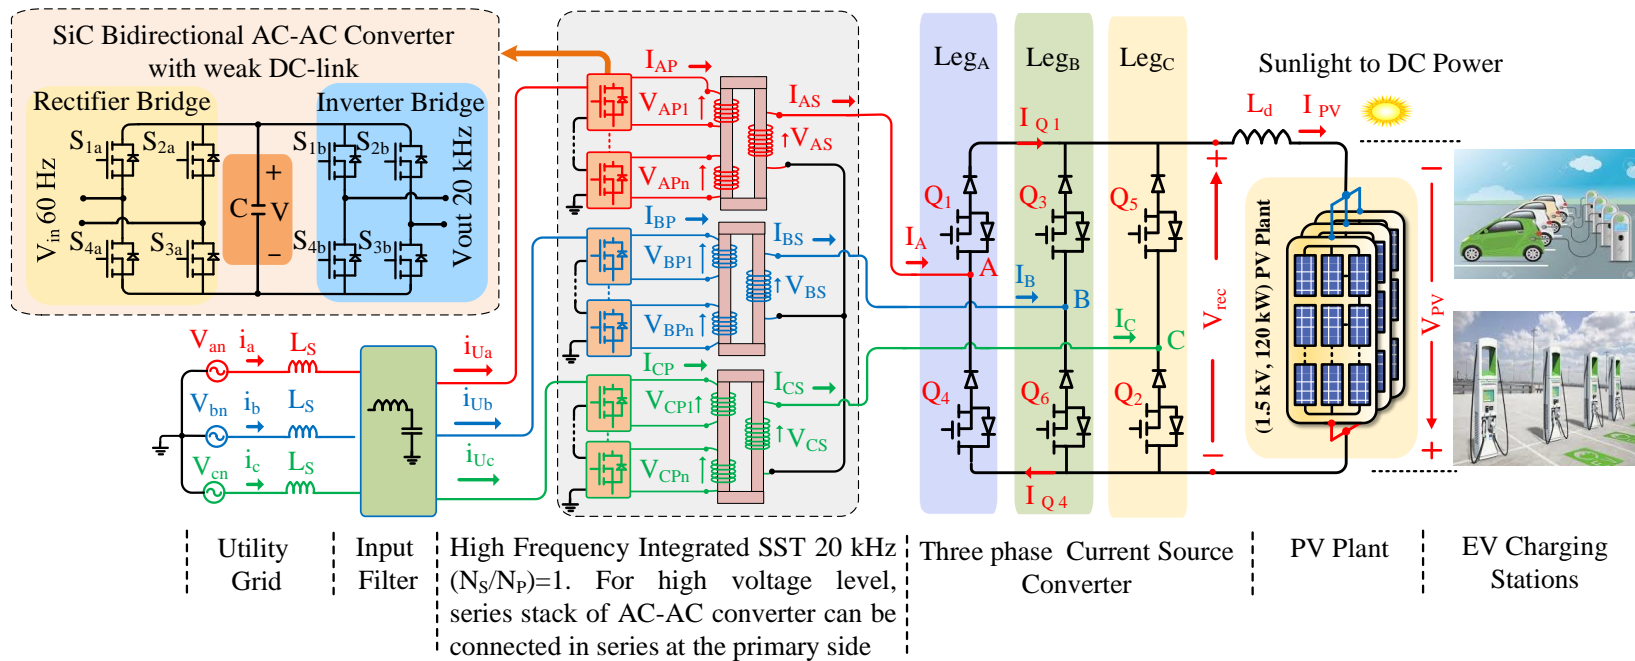 SiC Bidirectional AC-AC Converter
with weak DC-link
Rectifier Bridge
Inverter Bridge
S1a
S2a
S1b
S2b
S4a
S3a
S4b
S3b
Vin 60 Hz
C
+
V
−
Vout 20 kHz
Van
ia
LS
iUa
Vbn
ib
LS
iUb
Vcn
ic
LS
iUc
IAP
VAP1
VAPn
IAS
VAS
IBP
VBP1
VBPn
IBS
VBS
ICP
VCP1
VCPn
ICS
VCS
LegA
LegB
LegC
IQ1
Q1
Q3
Q5
IA
A
IB
B
IC
C
Q4
Q6
Q2
IQ4
+
Vrec
−
Sunlight to DC Power
Ld
IPV
(1.5 kV, 120 kW) PV Plant
−
VPV
+
Utility
Grid
Input
Filter
High Frequency Integrated SST 20 kHz
(NS/NP)=1. For high voltage level,
series stack of AC-AC converter can be
connected in series at the primary side
Three phase Current Source
Converter
PV Plant
EV Charging
Stations